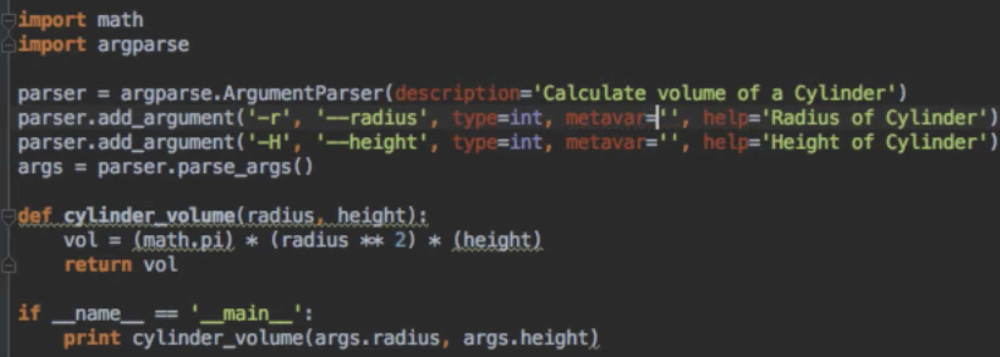 import math
import argparse
parser = argparse.ArgumentParser(description='Calculate volume of a Cylinder')
parser.add_argument('-r', '--radius', type=int, metavar='', help='Radius of Cylinder')
parser.add_argument('-H', '--height', type=int, metavar='', help='Height of Cylinder')
args = parser.parse_args()
def cylinder_volume(radius, height):
    vol = (math.pi) * (radius ** 2) * (height)
    return vol
if __name__ == '__main__':
    print cylinder_volume(args.radius, args.height)